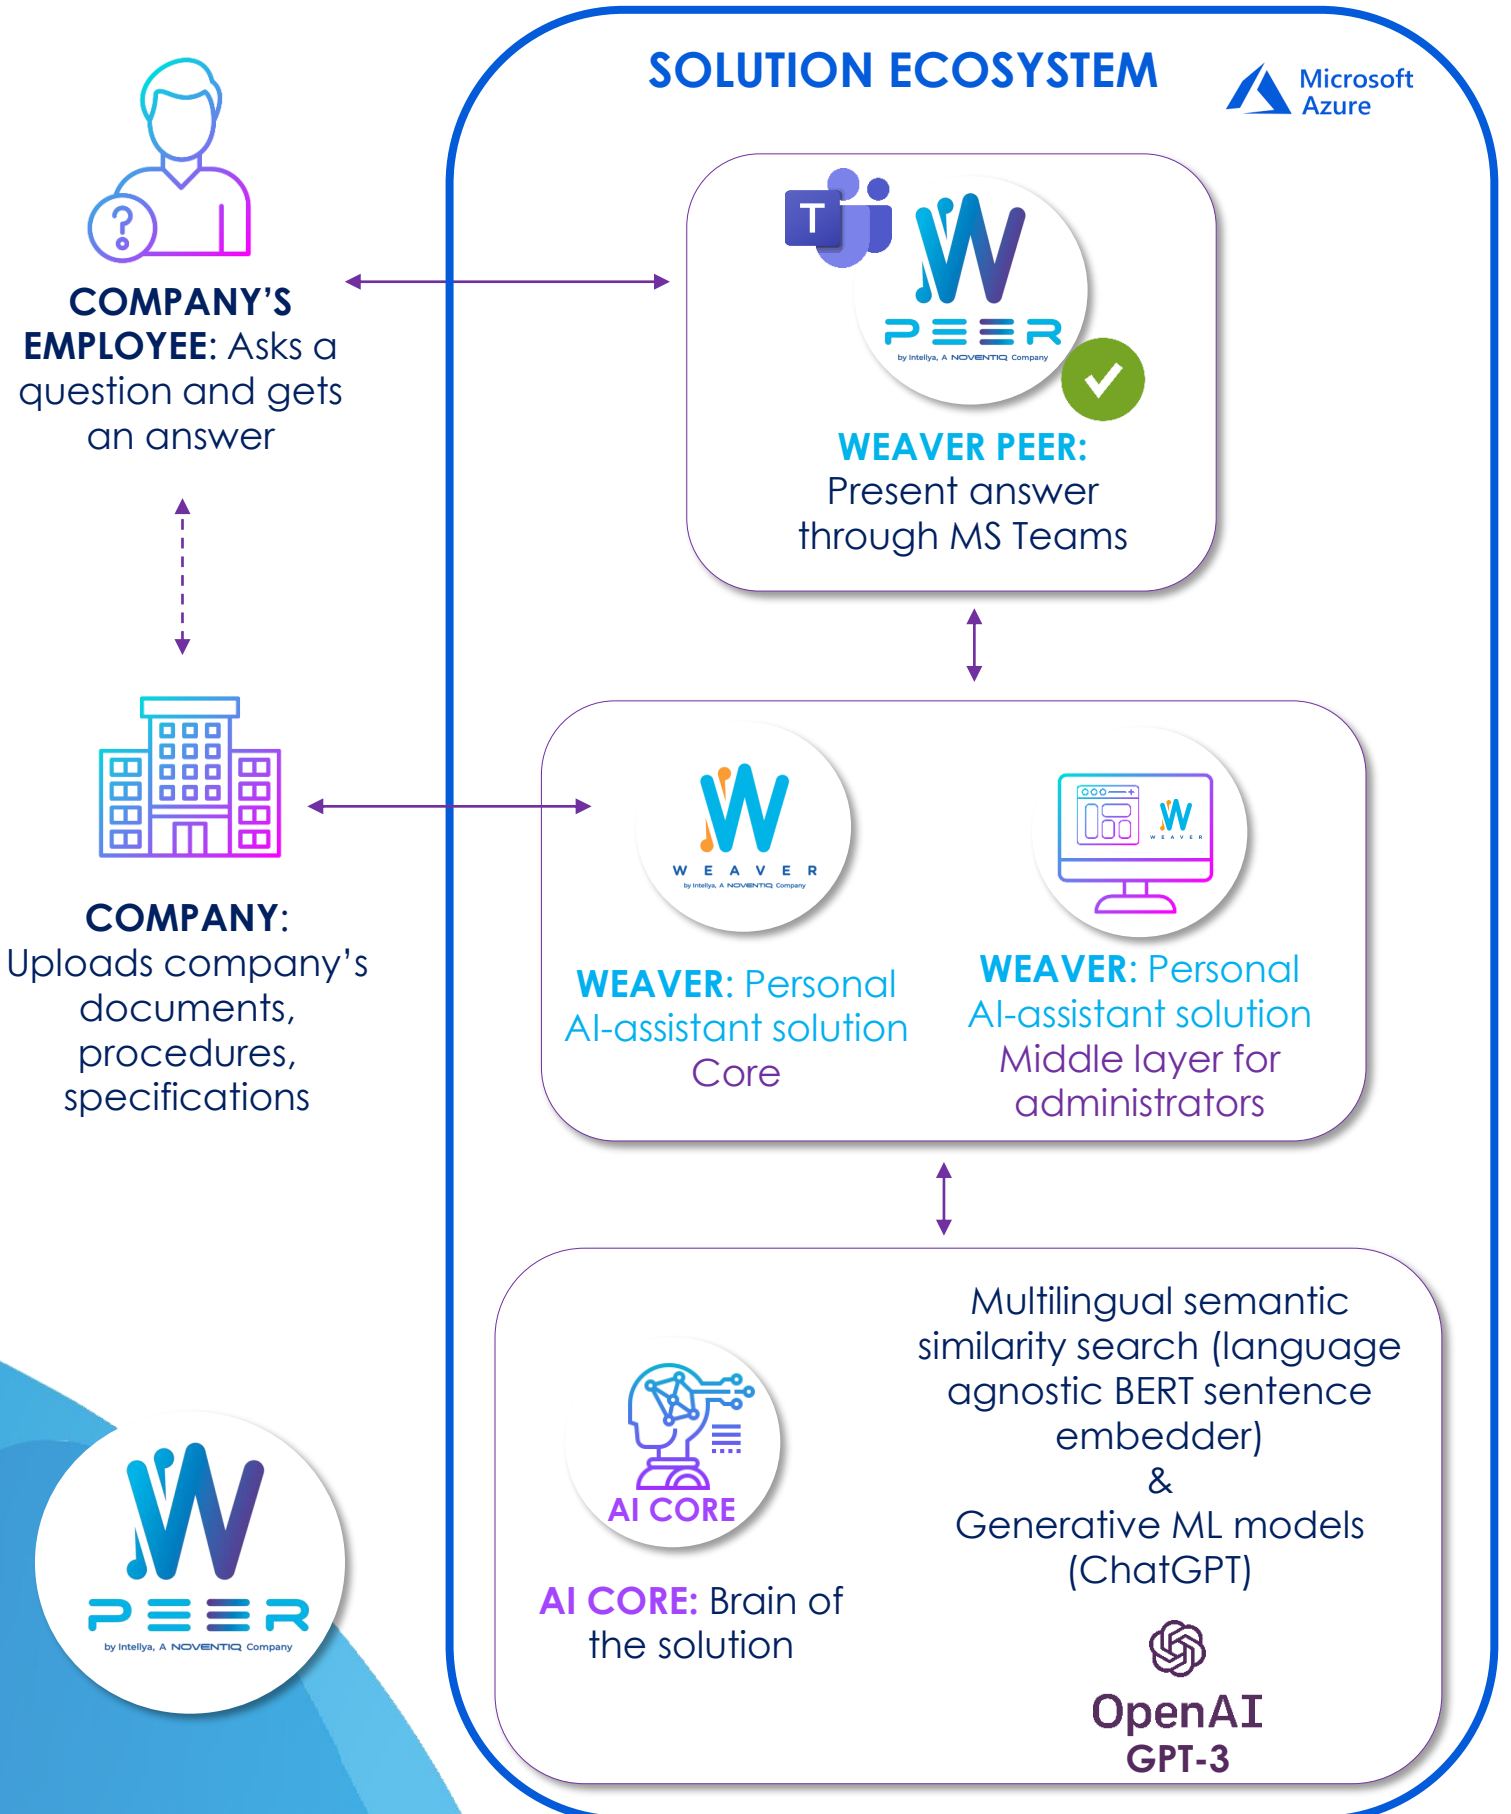 SOLUTION ECOSYSTEM
Microsoft
Azure
?
COMPANY'S
EMPLOYEE: Asks a
question and gets
an answer
T
W
PEER
by Intellya, A NOVENTIQ Company
WEAVER PEER:
Present answer
through MS Teams
COMPANY:
Uploads company's
documents,
procedures,
specifications
W
WEAVER
by Intellya, A NOVENTIQ Company
WEAVER: Personal
AI-assistant solution
Core
W
WEAVER
WEAVER: Personal
AI-assistant solution
Middle layer for
administrators
AI CORE
AI CORE: Brain of
the solution
Multilingual semantic
similarity search (language
agnostic BERT sentence
embedder)
&
Generative ML models
(ChatGPT)
OpenAI
GPT-3
W
PEER
by Intellya, A NOVENTIQ Company